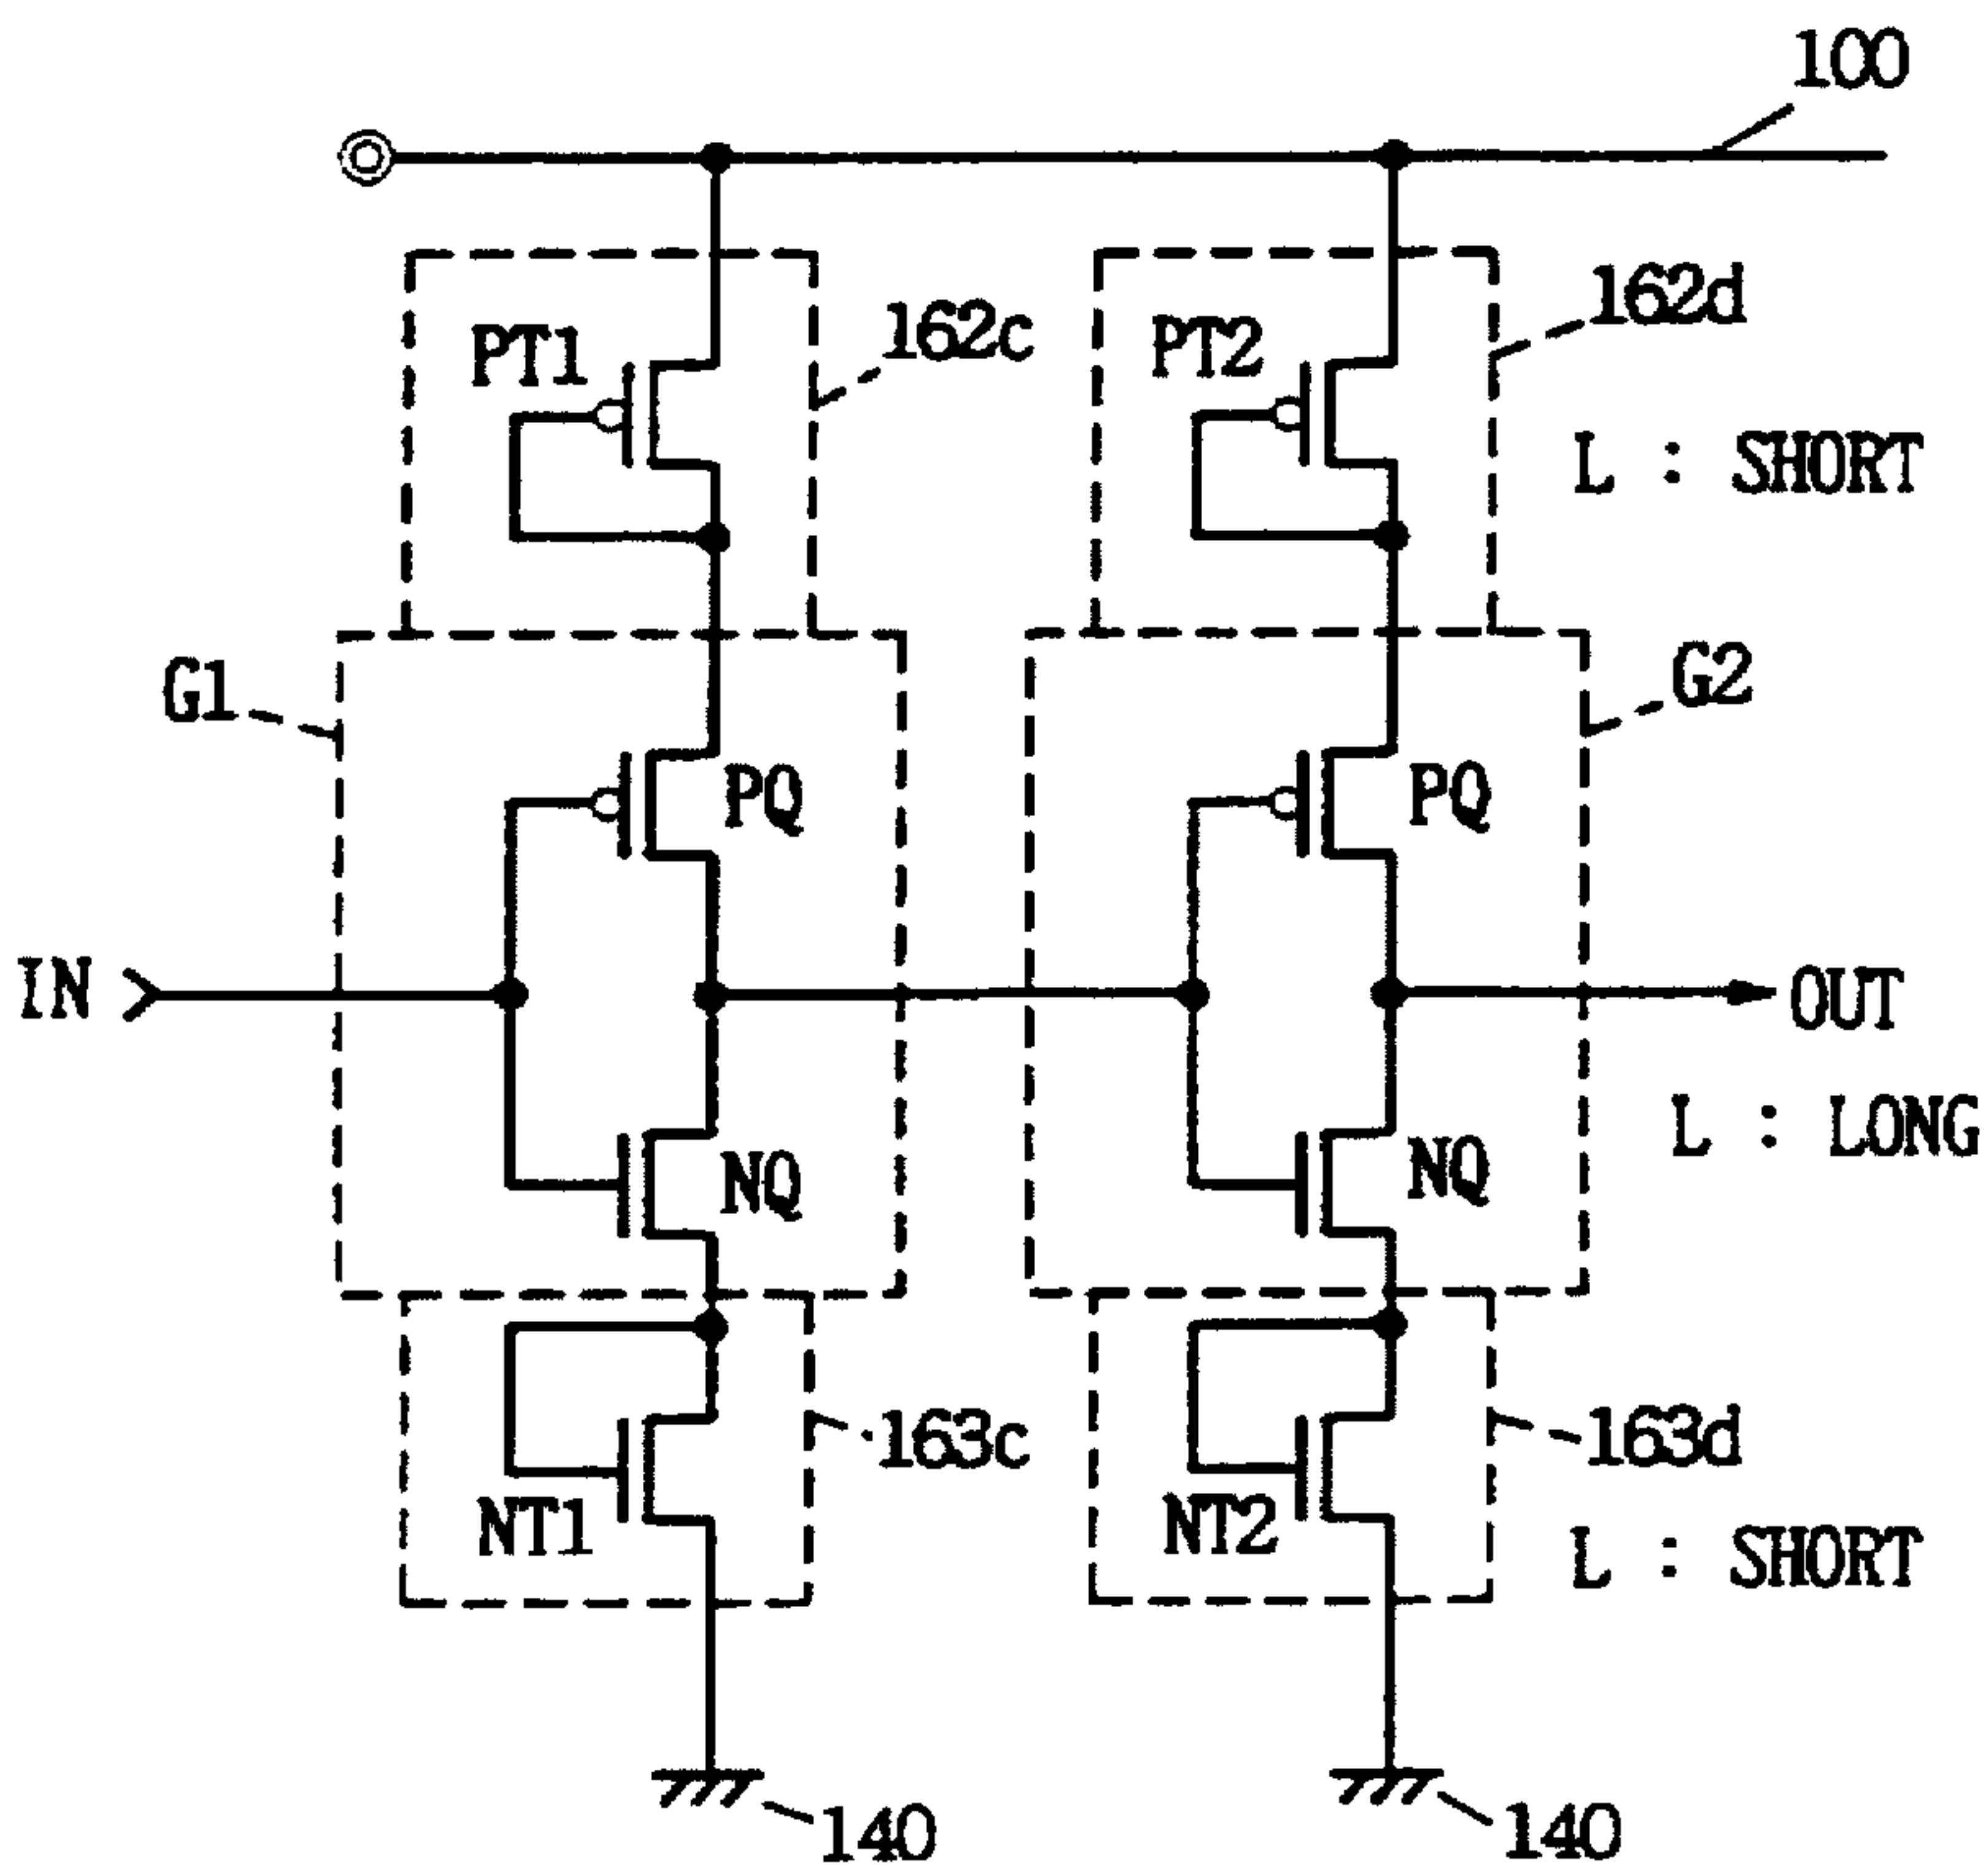 100
162c
162d
PT1
PT2
L : SHORT
G1
G2
PQ
PQ
IN
OUT
L : LONG
NQ
NQ
163c
163d
NT1
NT2
L : SHORT
140
140